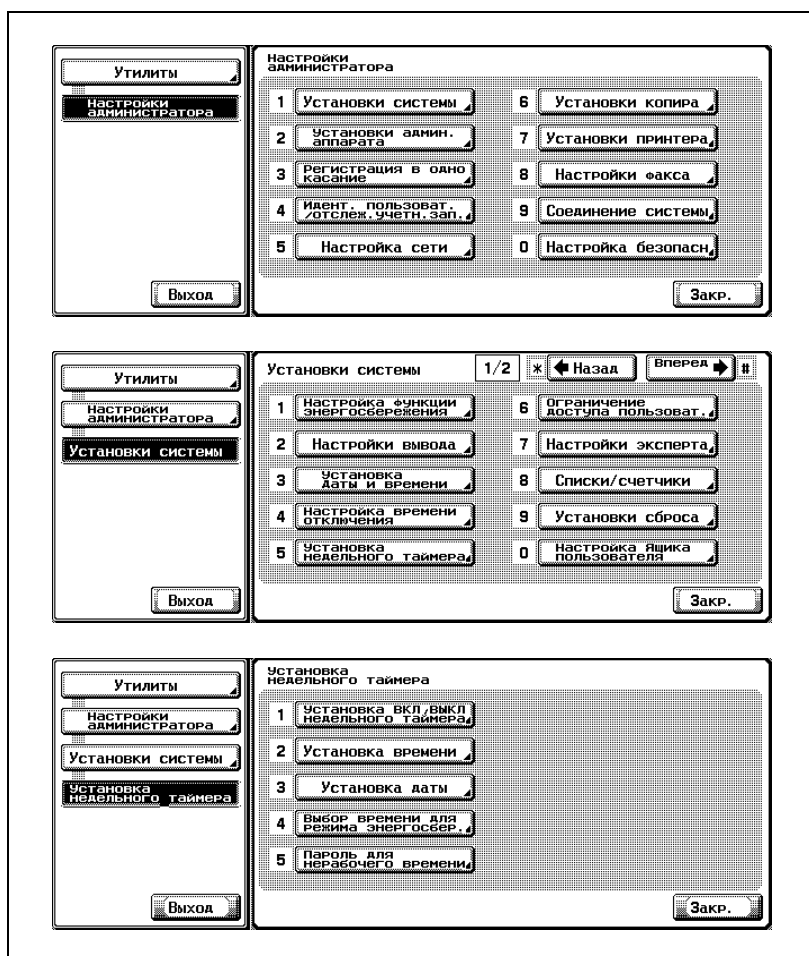 Утилиты
Настройки
администратора
Выход
Настройки
администратора
1 Установки системы
2 Установки админ.
аппарата
3 Регистрация в одно
касание
4 Идент. пользоват.
/отслеж.учетн.зап.
5 Настройка сети
6 Установки копира
7 Установки принтера
8 Настройки факса
9 Соединение системы
0 Настройка безопасн
Закр.
Утилиты
Настройки
администратора
Установки системы
Выход
Установки системы 1/2 * Назад Вперед #
1 Настройка функции
энергосбережения
2 Настройки вывода
3 Установка
даты и времени
4 Настройка времени
отключения
5 Установка
недельного таймера
6 Ограничение
доступа пользоват.
7 Настройки эксперта
8 Списки/счетчики
9 Установки сброса
0 Настройка Ящика
пользователя
Закр.
Утилиты
Настройки
администратора
Установки системы
Установка
недельного таймера
Выход
Установка
недельного таймера
1 Установка ВКЛ/ВЫКЛ
недельного таймера
2 Установка времени
3 Установка даты
4 Выбор времени для
режима энергосбер.
5 Пароль для
нерабочего времени
Закр.